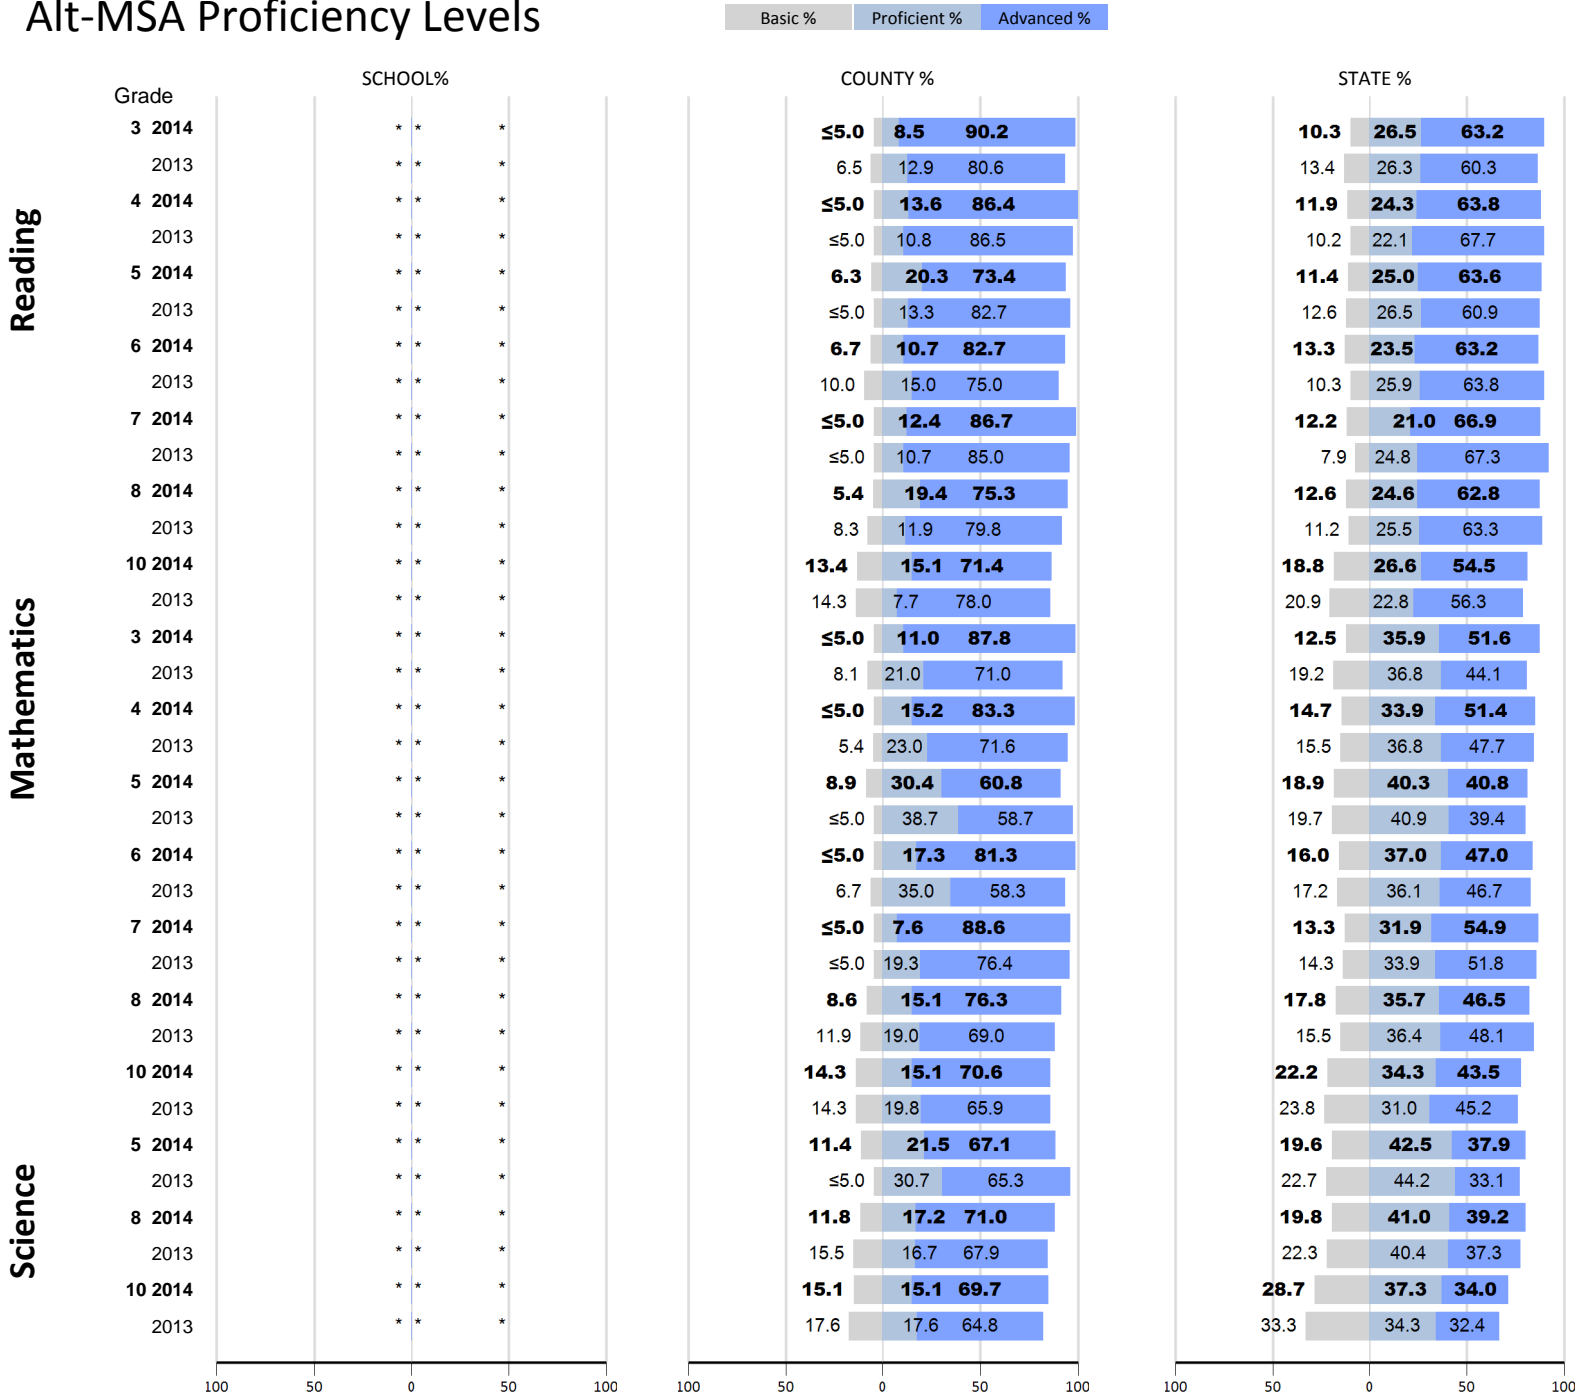 Alt-MSA Proficiency Levels
Basic % Proficient % Advanced %
SCHOOL% COUNTY % STATE %
Grade
Reading
3 2014 * * * ≤5.0 8.5 90.2 10.3 26.5 63.2
2013 * * * 6.5 12.9 80.6 13.4 26.3 60.3
4 2014 * * * ≤5.0 13.6 86.4 11.9 24.3 63.8
2013 * * * ≤5.0 10.8 86.5 10.2 22.1 67.7
5 2014 * * * 6.3 20.3 73.4 11.4 25.0 63.6
2013 * * * ≤5.0 13.3 82.7 12.6 26.5 60.9
6 2014 * * * 6.7 10.7 82.7 13.3 23.5 63.2
2013 * * * 10.0 15.0 75.0 10.3 25.9 63.8
7 2014 * * * ≤5.0 12.4 86.7 12.2 21.0 66.9
2013 * * * ≤5.0 10.7 85.0 7.9 24.8 67.3
8 2014 * * * 5.4 19.4 75.3 12.6 24.6 62.8
2013 * * * 8.3 11.9 79.8 11.2 25.5 63.3
10 2014 * * * 13.4 15.1 71.4 18.8 26.6 54.5
2013 * * * 14.3 7.7 78.0 20.9 22.8 56.3
Mathematics
3 2014 * * * ≤5.0 11.0 87.8 12.5 35.9 51.6
2013 * * * 8.1 21.0 71.0 19.2 36.8 44.1
4 2014 * * * ≤5.0 15.2 83.3 14.7 33.9 51.4
2013 * * * 5.4 23.0 71.6 15.5 36.8 47.7
5 2014 * * * 8.9 30.4 60.8 18.9 40.3 40.8
2013 * * * ≤5.0 38.7 58.7 19.7 40.9 39.4
6 2014 * * * ≤5.0 17.3 81.3 16.0 37.0 47.0
2013 * * * 6.7 35.0 58.3 17.2 36.1 46.7
7 2014 * * * ≤5.0 7.6 88.6 13.3 31.9 54.9
2013 * * * ≤5.0 19.3 76.4 14.3 33.9 51.8
8 2014 * * * 8.6 15.1 76.3 17.8 35.7 46.5
2013 * * * 11.9 19.0 69.0 15.5 36.4 48.1
10 2014 * * * 14.3 15.1 70.6 22.2 34.3 43.5
2013 * * * 14.3 19.8 65.9 23.8 31.0 45.2
Science
5 2014 * * * 11.4 21.5 67.1 19.6 42.5 37.9
2013 * * * ≤5.0 30.7 65.3 22.7 44.2 33.1
8 2014 * * * 11.8 17.2 71.0 19.8 41.0 39.2
2013 * * * 15.5 16.7 67.9 22.3 40.4 37.3
10 2014 * * * 15.1 15.1 69.7 28.7 37.3 34.0
2013 * * * 17.6 17.6 64.8 33.3 34.3 32.4
100 50 0 50 100 100 50 0 50 100 100 50 0 50 100